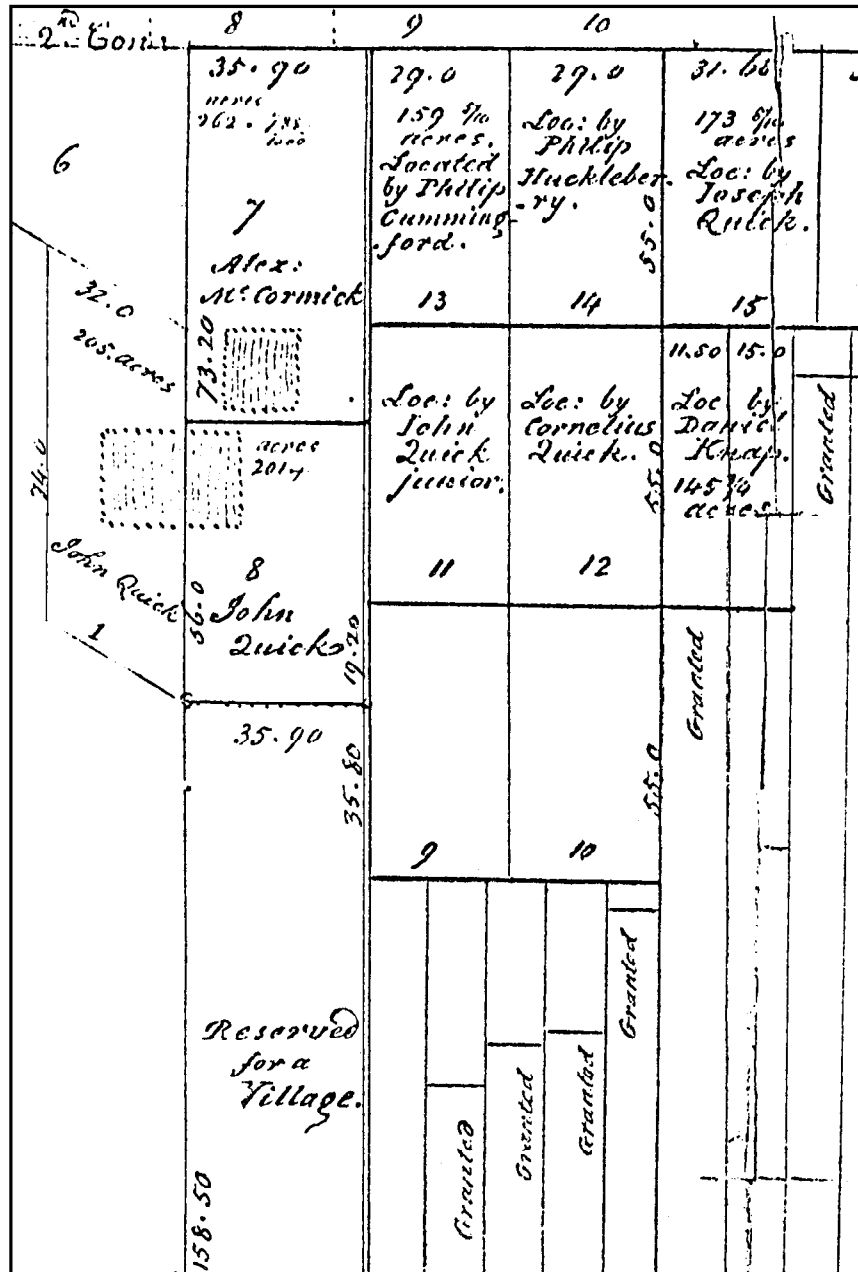 2nd Con:
8
9
10
35.90
acres
262.
6
7
Alex:
McCormick
73.20
32.0
205. acres
74.0
John Quick
1
acres
201
8
John
Quick
56.0
19.20
35.90
35.80
Reserved
for a
Village.
158.50
29.0
159 5/10
acres.
Located
by Philip
Cumming
.ford.
13
29.0
Loc: by
Philip
Huckleber.
.ry.
55.0
14
31.68
173 6/10
acres
Loc: by
Joseph
Quick.
15
Loc: by
John
Quick
junior.
11
Loc: by
Cornelius
Quick.
55.0
12
11.50 15.0
Loc by
Daniel
Knap.
145 3/4
acres
Granted
9
10
55.0
Granted
Granted
Granted
Granted
Granted